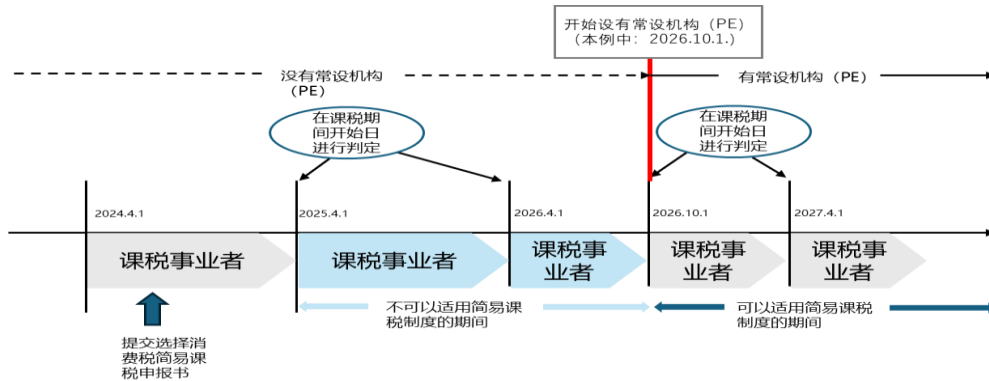 开始设有常设机构（PE）
（本例中：2026.10.1.）
没有常设机构
（PE）
有常设机构（PE）
在课税期
间开始日
进行判定
在课税期
间开始日
进行判定
2024.4.1
2025.4.1
2026.4.1
2026.10.1
2027.4.1
课税事业者
课税事业者
课税事
业者
课税事
业者
课税事
业者
不可以适用简易课
税制度的期间
可以适用简易课税
制度的期间
提交选择消
费税简易课
税申报书